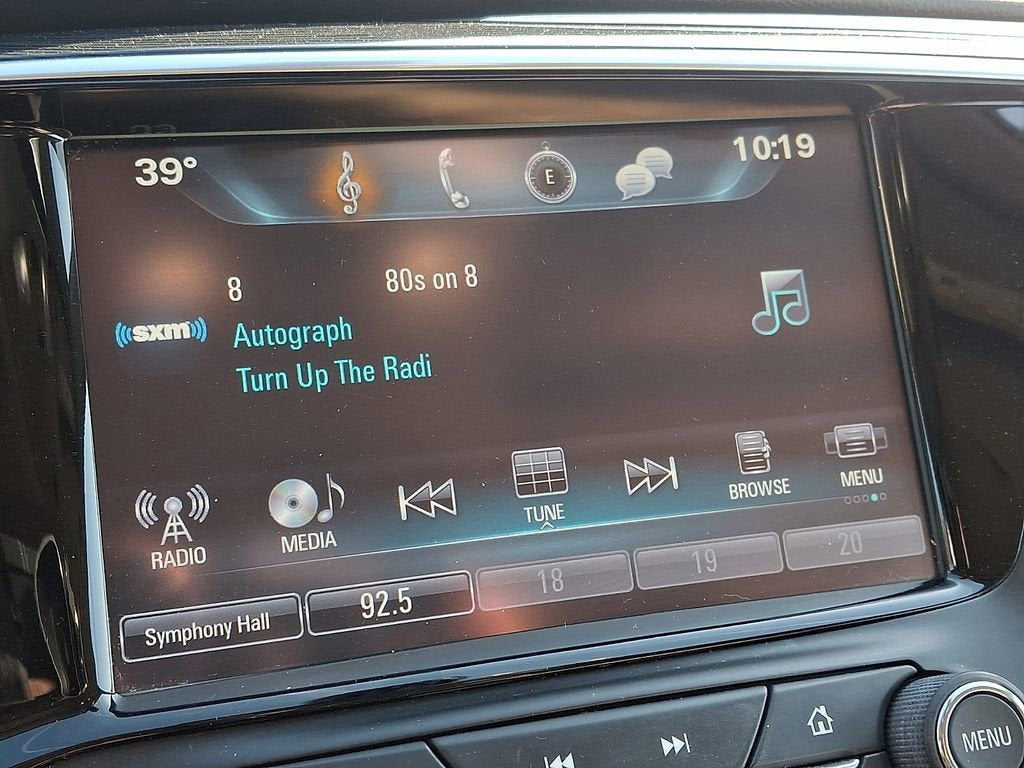 39°
E
10:19
8
80s on 8
sxm
Autograph
Turn Up The Radi
RADIO
MEDIA
TUNE
BROWSE
MENU
Symphony Hall
92.5
18
19
20
MENU